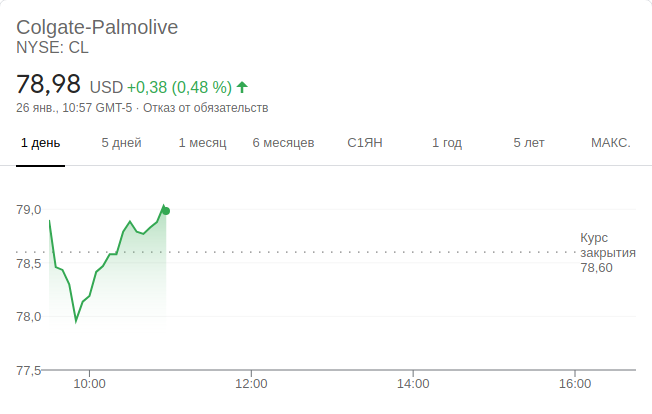 Colgate-Palmolive
NYSE: CL
78,98 USD +0,38 (0,48 %)
26 янв., 10:57 GMT-5 · Отказ от обязательств
1 день 5 дней 1 месяц 6 месяцев С1ЯН 1 год 5 лет МАКС.
79,0
Курс
закрытия
78,5
78,60
78,0
77,5
10:00 12:00 14:00 16:00